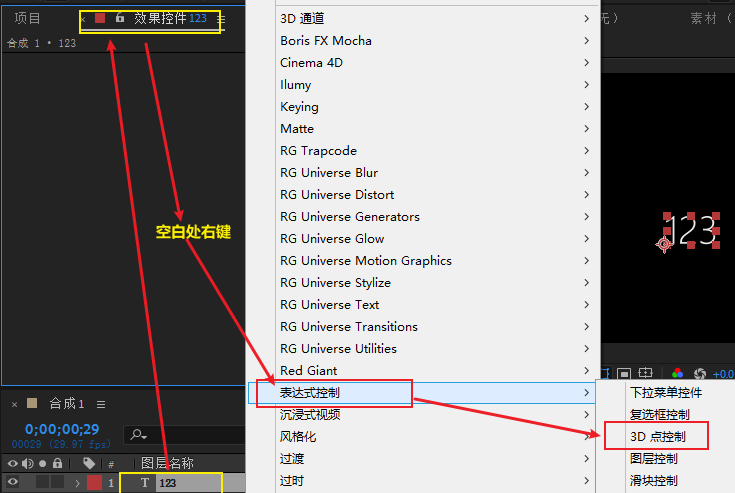 项目
× 效果控件 123 ≡
合成 1 • 123
空白处右键
3D 通道
Boris FX Mocha
Cinema 4D
Ilumy
Keying
Matte
RG Trapcode
RG Universe Blur
RG Universe Distort
RG Universe Generators
RG Universe Glow
RG Universe Motion Graphics
RG Universe Stylize
RG Universe Text
RG Universe Transitions
RG Universe Utilities
Red Giant
表达式控制
沉浸式视频
风格化
过渡
过时
下拉菜单控件
复选框控制
3D 点控制
图层控制
滑块控制
无）
素材（
123
+0.0
× 合成1 ≡
0;00;00;29
00029 (29.97 fps)
# 图层名称
1 T 123